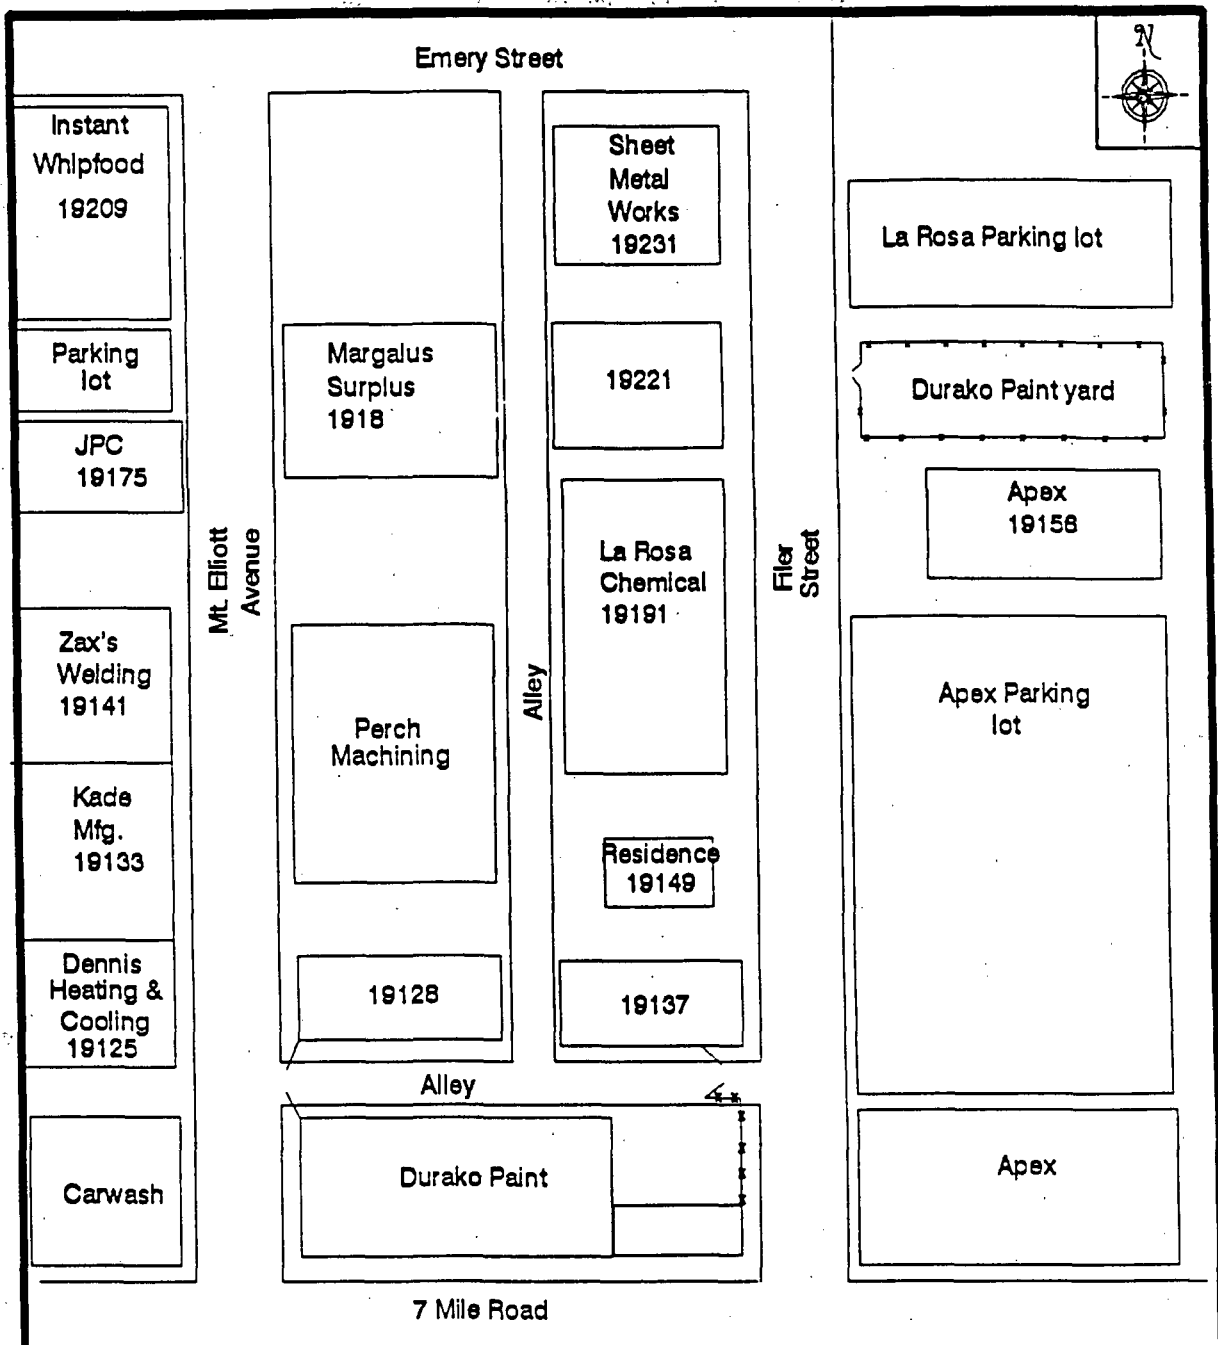 Emery Street
N
Instant
Whipfood
19209
Parking
lot
JPC
19175
Zax's
Welding
19141
Kade
Mfg.
19133
Dennis
Heating &
Cooling
19125
Carwash
Mt. Elliott
Avenue
Margalus
Surplus
1918
Perch
Machining
19128
Alley
Durako Paint
Alley
Sheet
Metal
Works
19231
19221
La Rosa
Chemical
19191
Residence
19149
19137
Filer
Street
La Rosa Parking lot
Durako Paint yard
Apex
19156
Apex Parking
lot
Apex
7 Mile Road